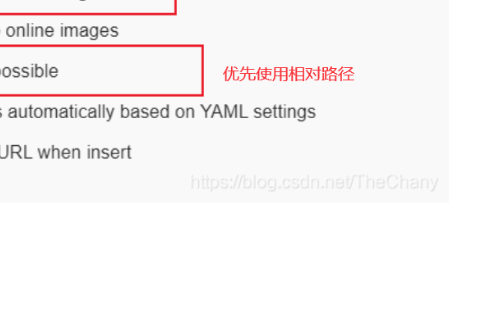 online images
possible
优先使用相对路径
s automatically based on YAML settings
URL when insert
https://blog.csdn.net/TheChany